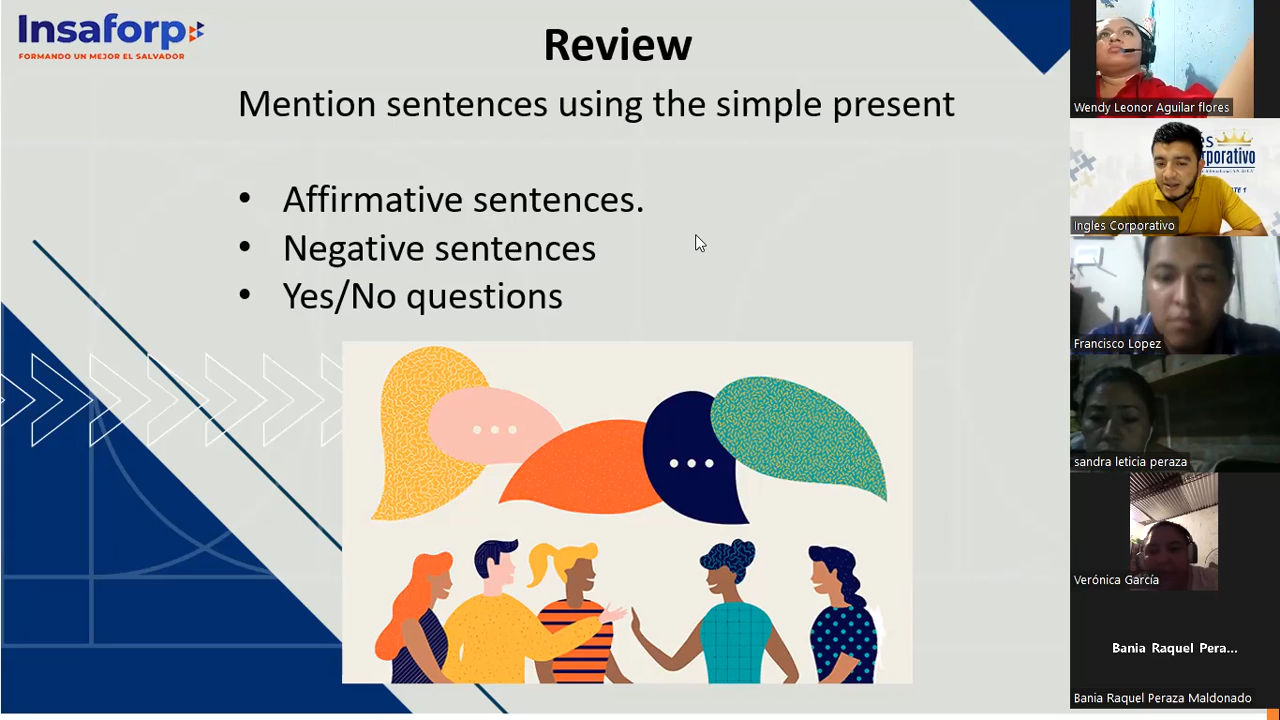 Insaforp
FORMANDO UN MEJOR EL SALVADOR
Review
Mention sentences using the simple present
• Affirmative sentences.
• Negative sentences
• Yes/No questions
Wendy Leonor Aguilar flores
Ingles Corporativo
Francisco Lopez
sandra leticia peraza
Verónica García
Bania Raquel Pera...
Bania Raquel Peraza Maldonado